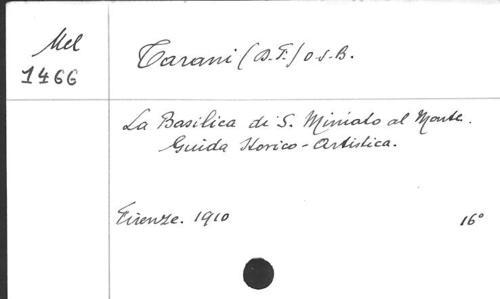 Mel
1466
Tarani (D. F.) O.S.B.
La Basilica di S. Miniato al Monte.
Guida Storico-Artistica.
Firenze. 1910
16°